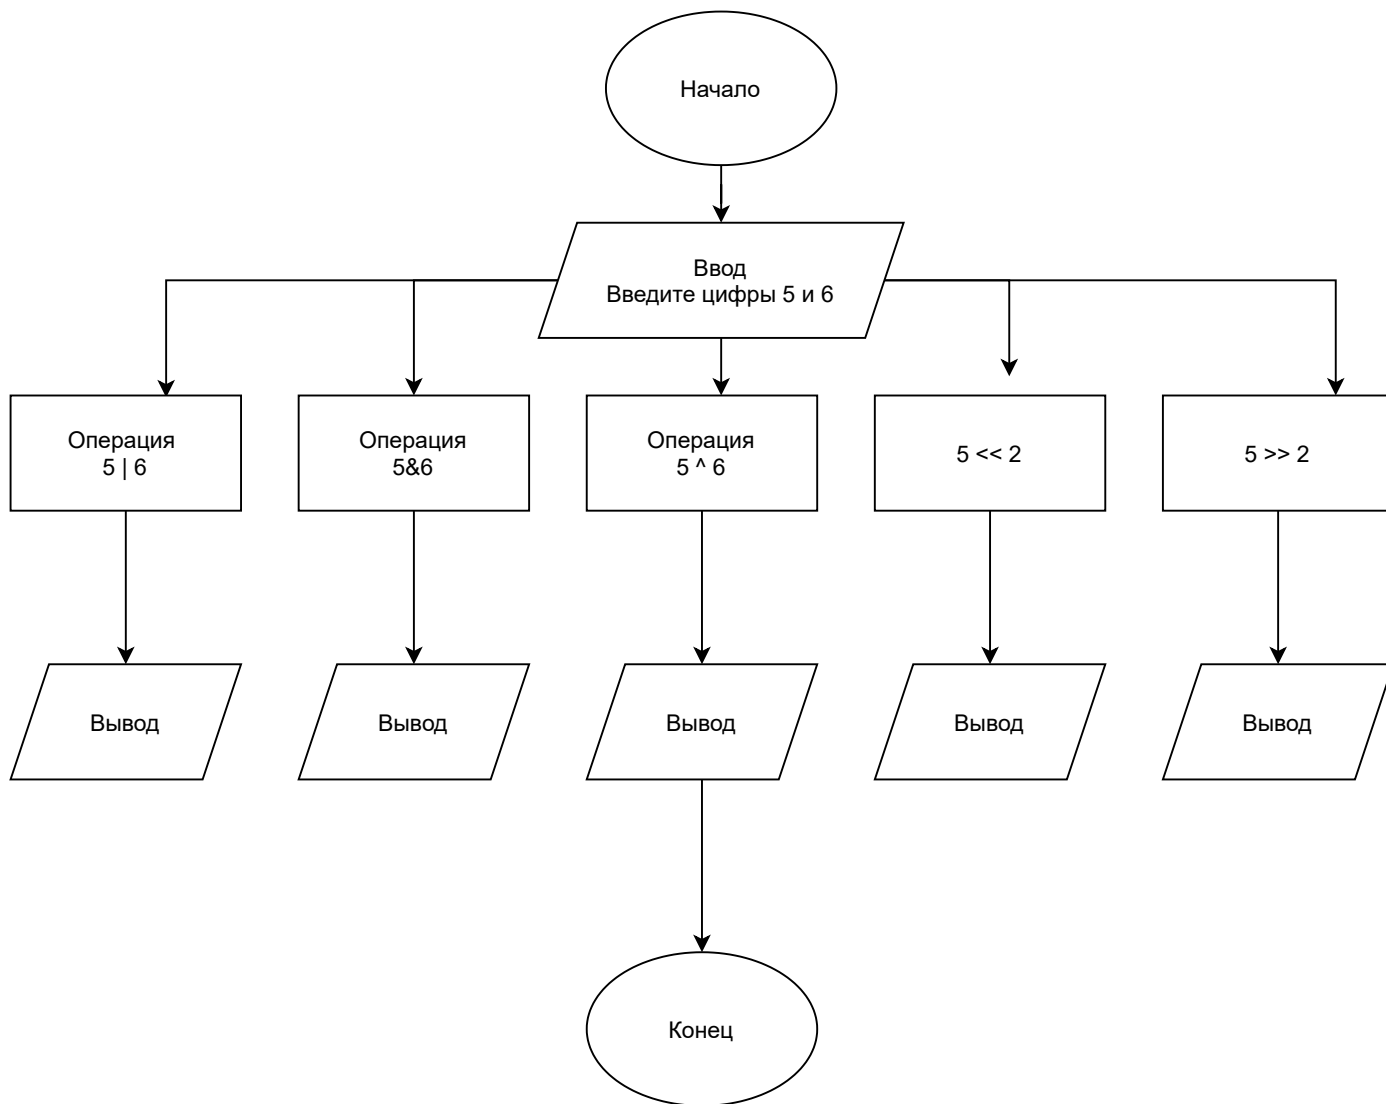 Начало
Ввод
Введите цифры 5 и 6
Операция
5 | 6
Операция
5&6
Операция
5 ^ 6
5 << 2
5 >> 2
Вывод
Вывод
Вывод
Вывод
Вывод
Конец